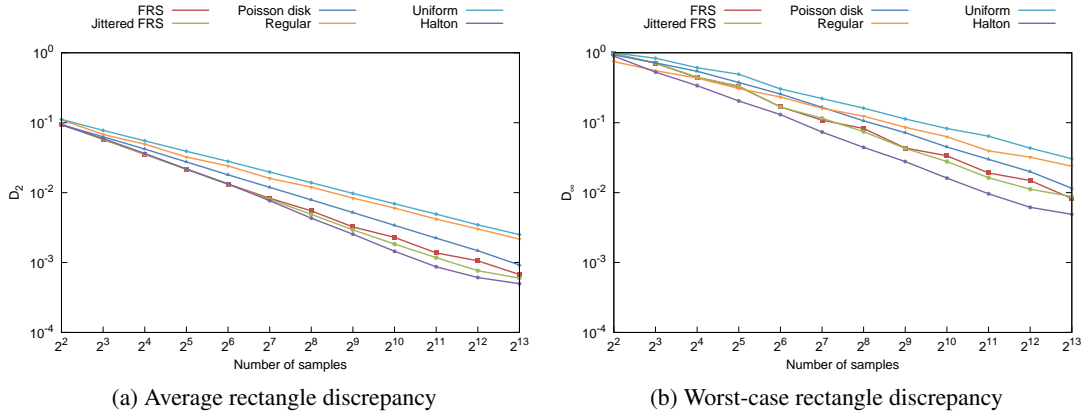 FRS Poisson disk Uniform
Jittered FRS Regular Halton
10^0
10^-1
10^-2
10^-3
10^-4
D_2
2^2 2^3 2^4 2^5 2^6 2^7 2^8 2^9 2^10 2^11 2^12 2^13
Number of samples
(a) Average rectangle discrepancy
FRS Poisson disk Uniform
Jittered FRS Regular Halton
10^0
10^-1
10^-2
10^-3
10^-4
D_∞
2^2 2^3 2^4 2^5 2^6 2^7 2^8 2^9 2^10 2^11 2^12 2^13
Number of samples
(b) Worst-case rectangle discrepancy